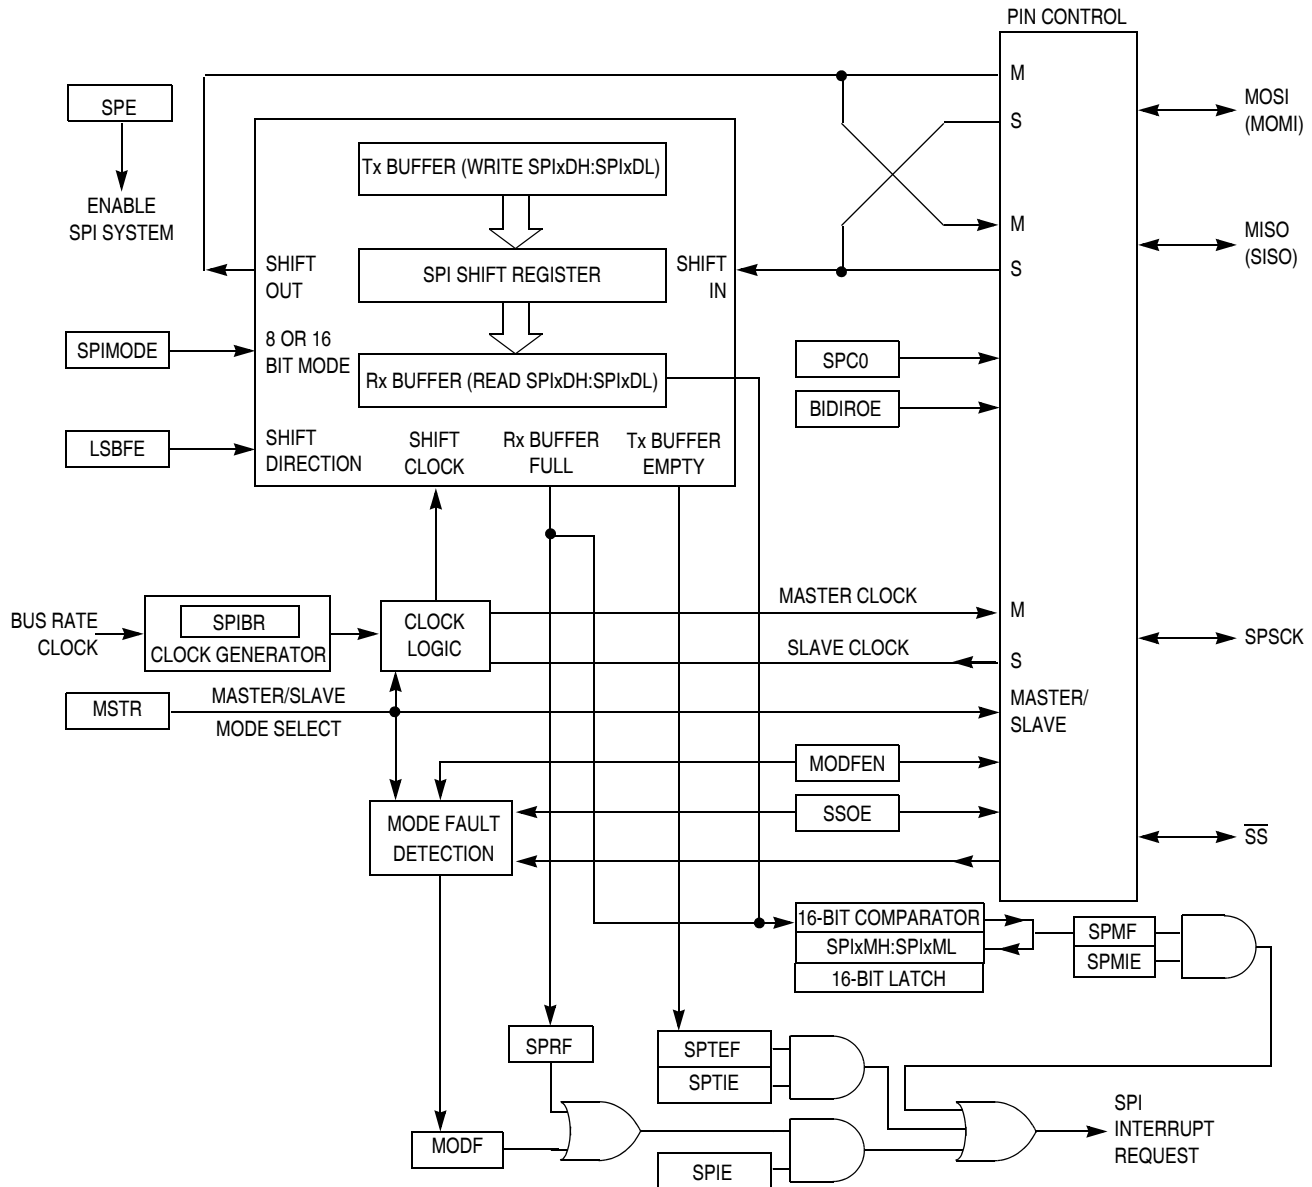 PIN CONTROL
M
MOSI
(MOMI)
S
M
MISO
(SISO)
S
SPE
ENABLE
SPI SYSTEM
Tx BUFFER (WRITE SPIxDH:SPIxDL)
SHIFT
OUT
SPI SHIFT REGISTER
SHIFT
IN
SPIMODE
8 OR 16
BIT MODE
Rx BUFFER (READ SPIxDH:SPIxDL)
SPC0
BIDIROE
LSBFE
SHIFT
DIRECTION
SHIFT
CLOCK
Rx BUFFER
FULL
Tx BUFFER
EMPTY
BUS RATE
CLOCK
SPIBR
CLOCK GENERATOR
CLOCK
LOGIC
MASTER CLOCK
M
SLAVE CLOCK
S
SPSCK
MSTR
MASTER/SLAVE
MODE SELECT
MASTER/
SLAVE
MODFEN
SSOE
MODE FAULT
DETECTION
SS
16-BIT COMPARATOR
SPIxMH:SPIxML
16-BIT LATCH
SPMF
SPMIE
SPRF
SPTEF
SPTIE
MODF
SPIE
SPI
INTERRUPT
REQUEST